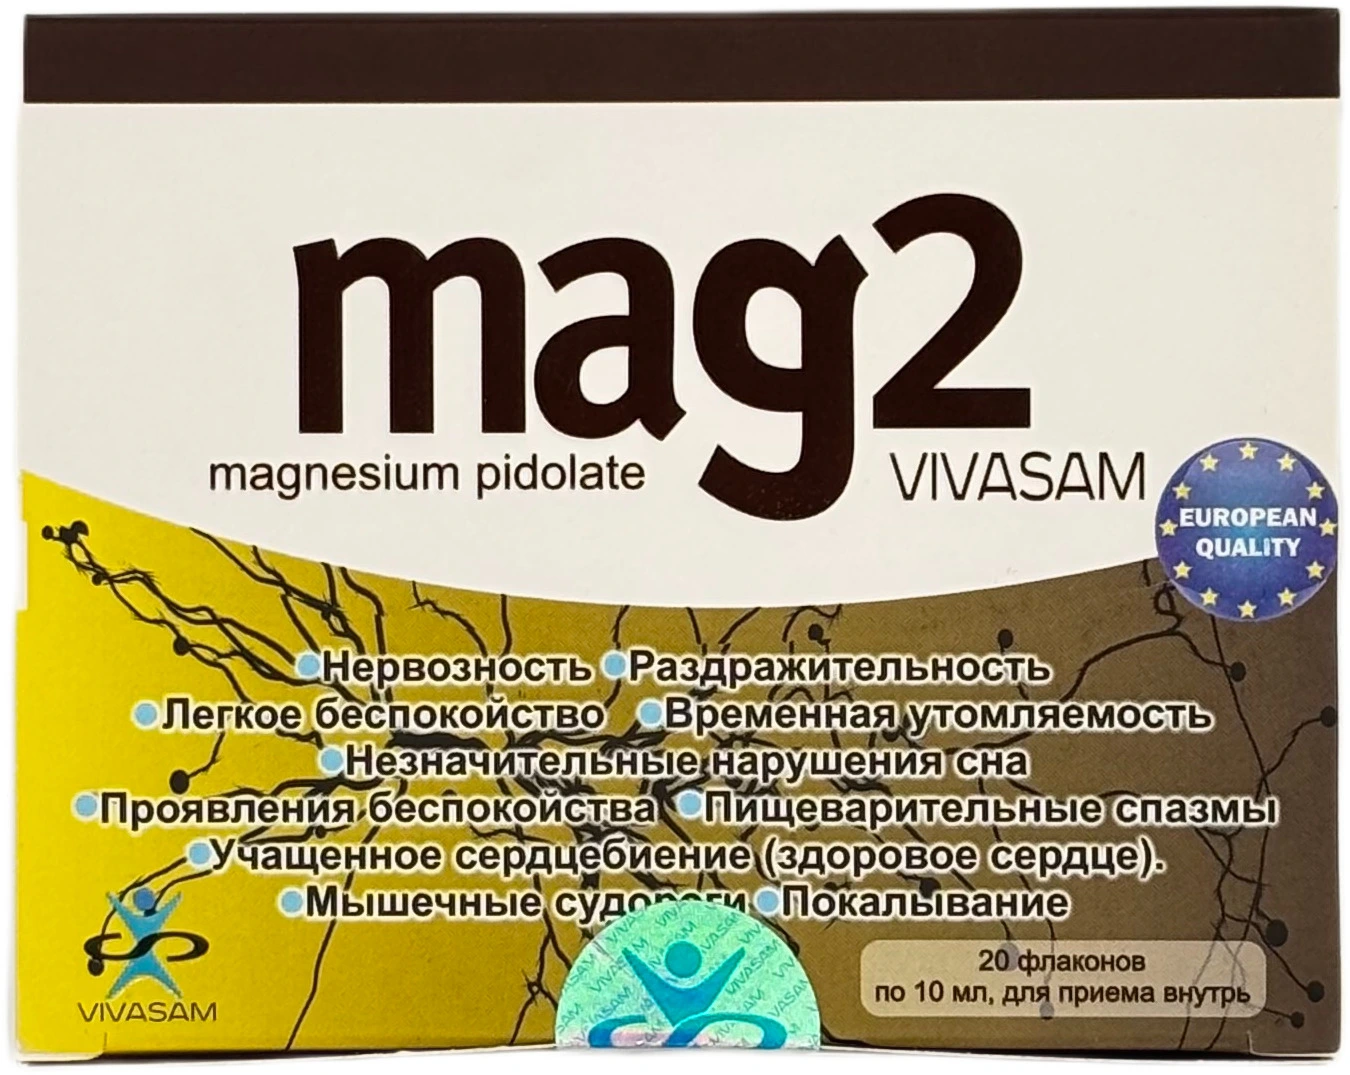 mag2
magnesium pidolate
VIVASAM
EUROPEAN
QUALITY
Нервозность Раздражительность
Легкое беспокойство Временная утомляемость
Незначительные нарушения сна
Проявления беспокойства Пищеварительные спазмы
Учащенное сердцебиение (здоровое сердце).
Мышечные судороги Покалывание
VIVASAM
20 флаконов
по 10 мл, для приема внутрь
VIVASAM